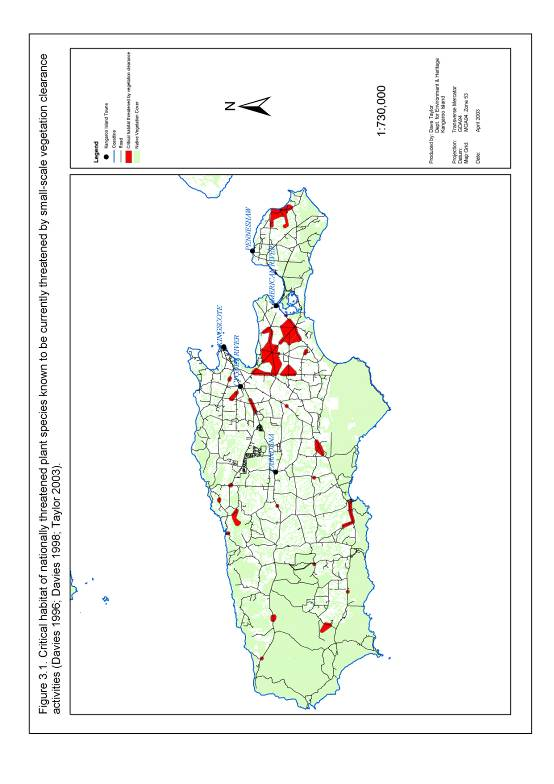 Figure 3.1. Critical habitat of nationally threatened plant species known to be currently threatened by small-scale vegetation clearance
activities (Davies 1996; Davies 1998; Taylor 2003).
Legend
Kangaroo Island Towns
Coastline
Road
Critical habitat threatened by vegetation clearance
Native Vegetation Cover
N
1:730,000
Produced by: Dave Taylor
Dept. for Environment & Heritage
Kangaroo Island
Projection: Transverse Mercator
Datum: GDA94
Map Grid: MGA94 Zone 53
Date: April 2003
PENNESHAW
AMERICAN RIVER
KINGSCOTE
RIVER
PARNDANA